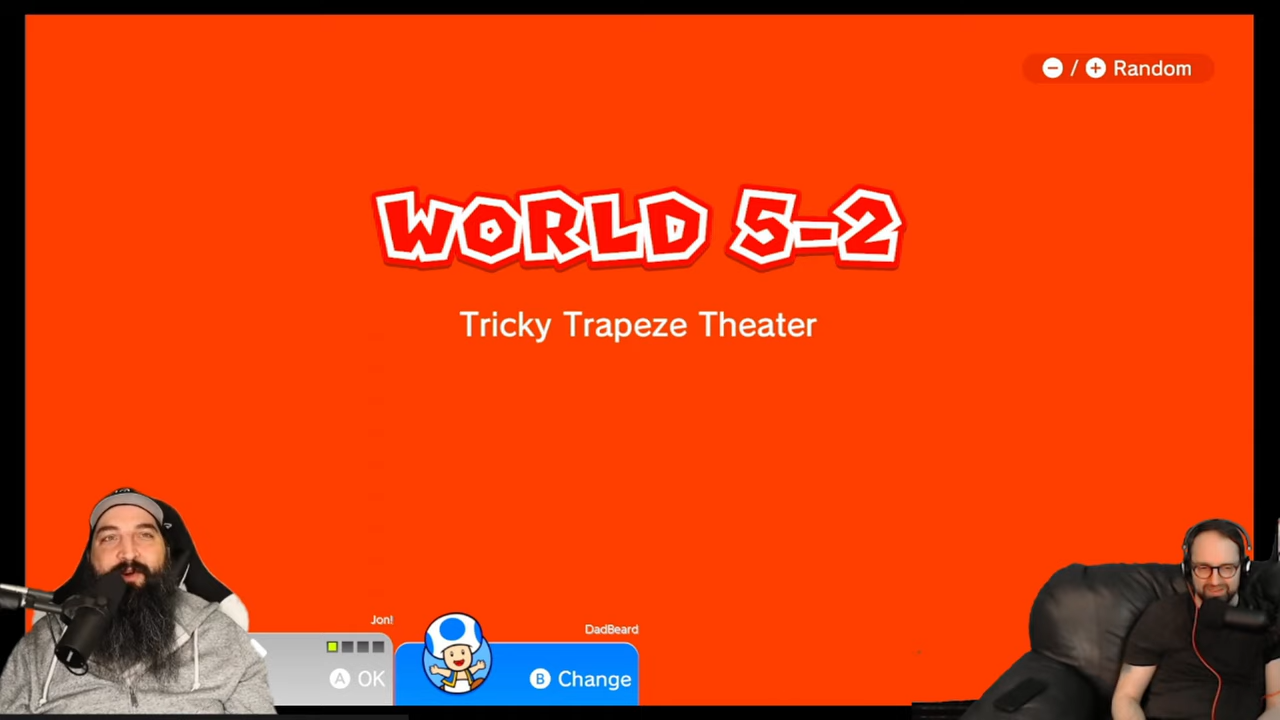 − / + Random
WORLD 5-2
Tricky Trapeze Theater
Jon!
DadBeard
A OK
B Change